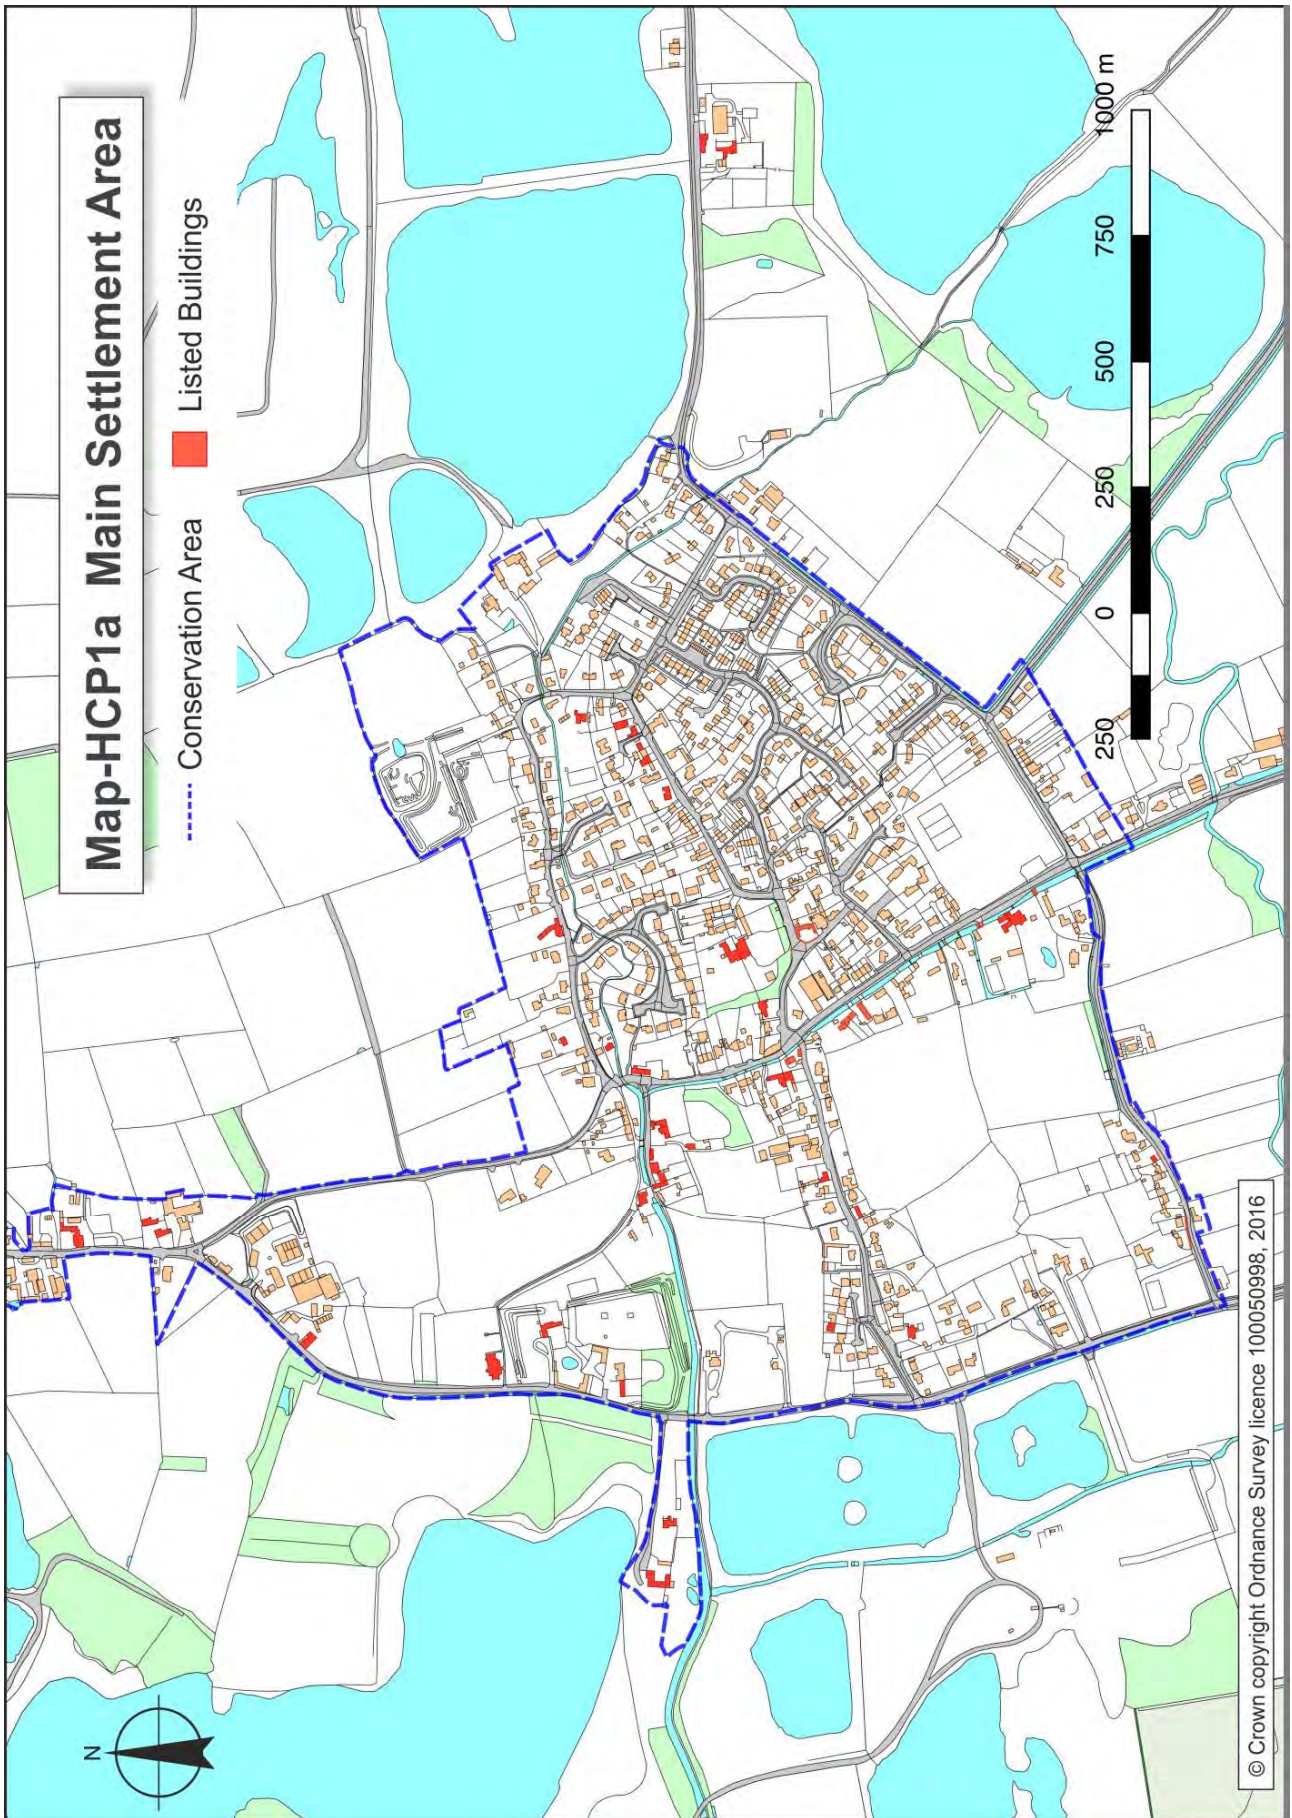 Map-HCP1a Main Settlement Area
Conservation Area
Listed Buildings
N
250 0 250 500 750 1000 m
© Crown copyright Ordnance Survey licence 100050998, 2016